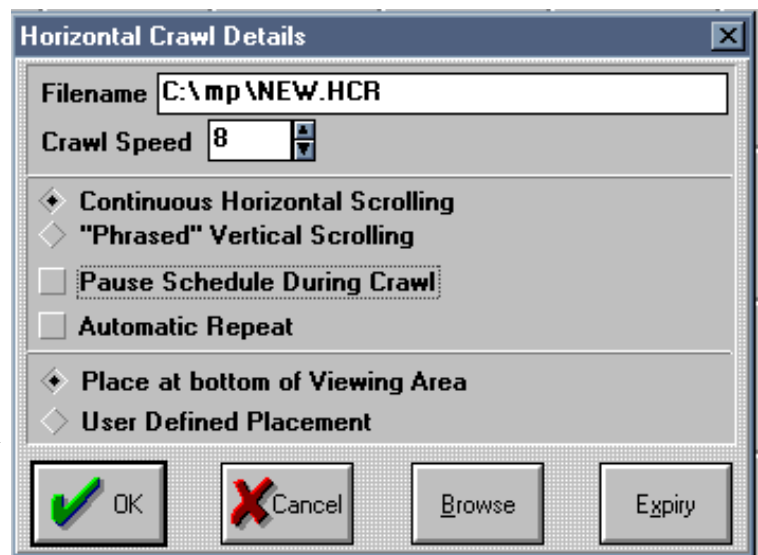 Horizontal Crawl Details
Filename C:\mp\NEW.HCR
Crawl Speed 8
Continuous Horizontal Scrolling
"Phrased" Vertical Scrolling
Pause Schedule During Crawl
Automatic Repeat
Place at bottom of Viewing Area
User Defined Placement
OK Cancel Browse Expiry